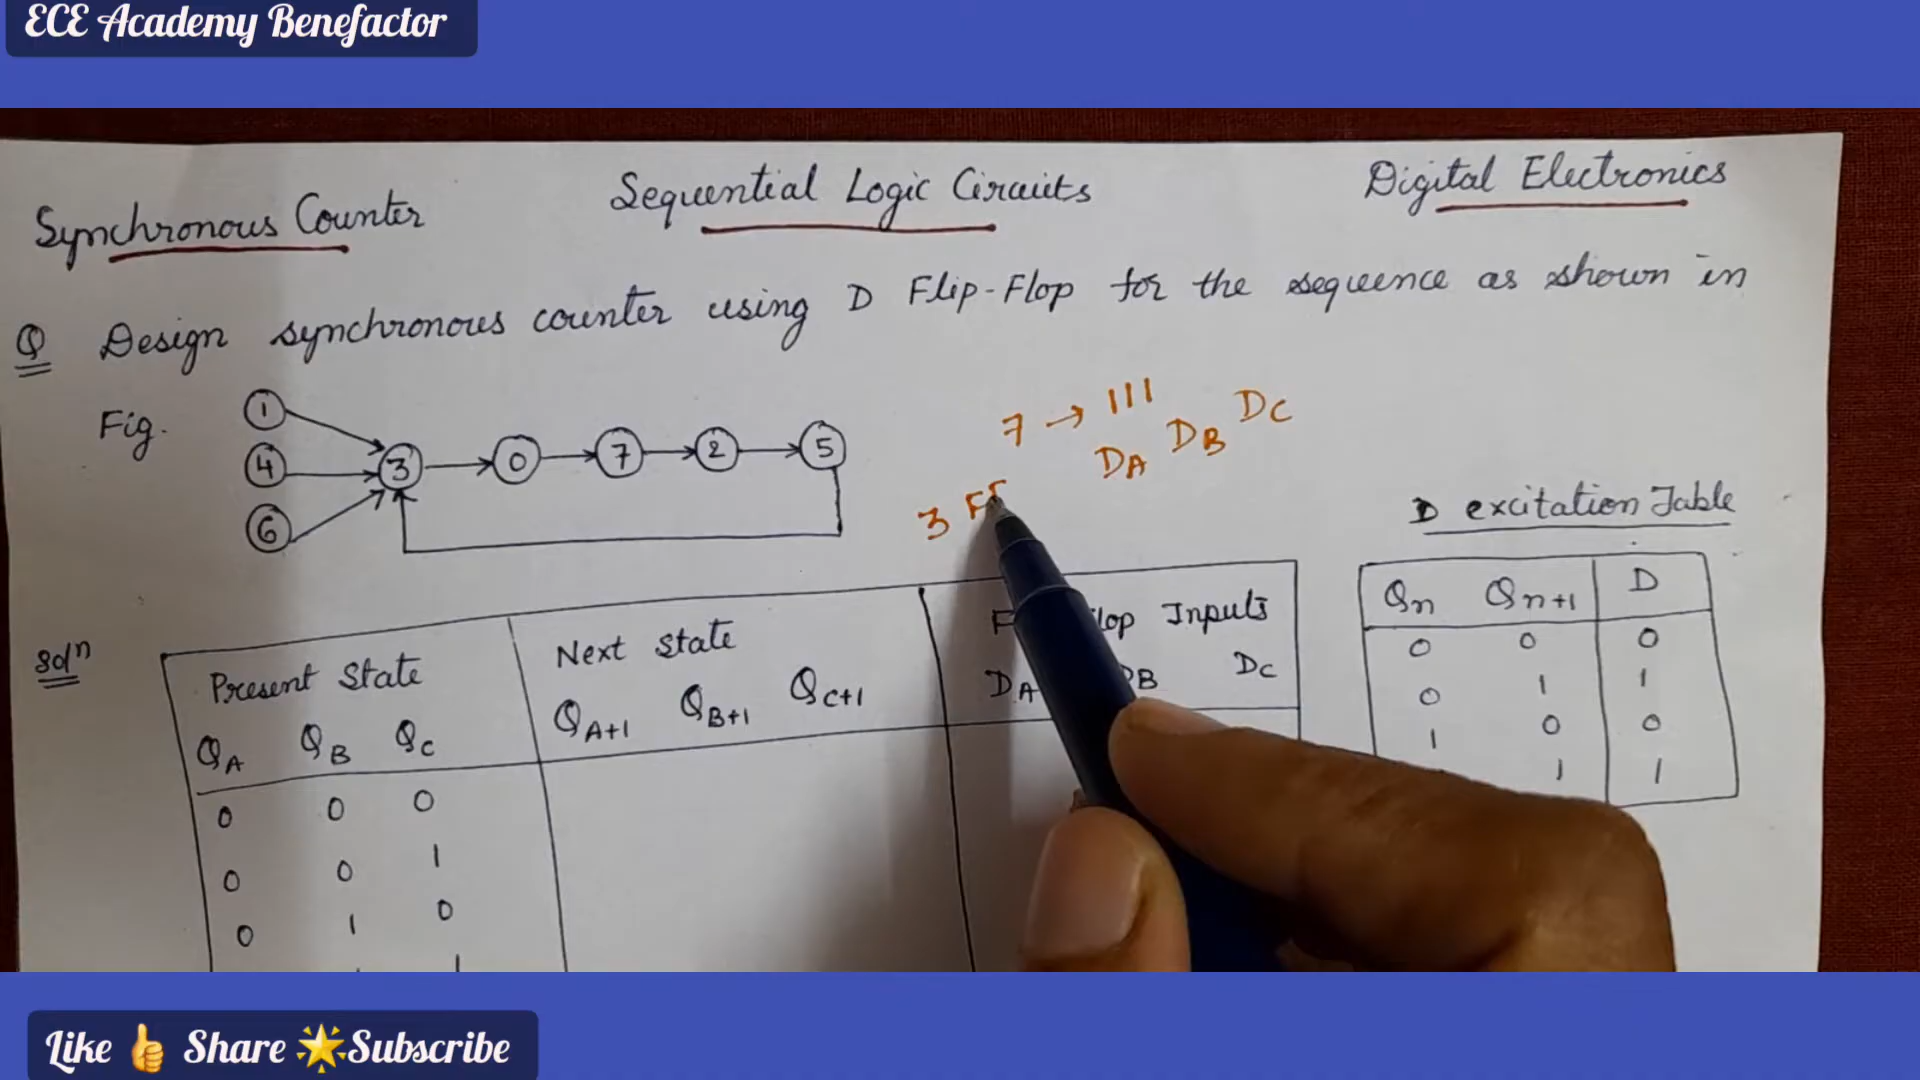 ECE Academy Benefactor
Synchronous Counter
Sequential Logic Circuits
Digital Electronics
Q Design synchronous counter using D Flip-Flop for the sequence as shown in
Fig.
1
4
6
3
0
7
2
5
7 → 111
DA DB DC
3 FF
D excitation Table
Qn Qn+1 D
0 0 0
0 1 1
1 0 0
1 1
Soln
Present State Next State Inputs
QA QB QC QA+1 QB+1 QC+1 DA DB DC
0 0 0
0 0 1
0 1 0
Like 👍 Share 🌟Subscribe